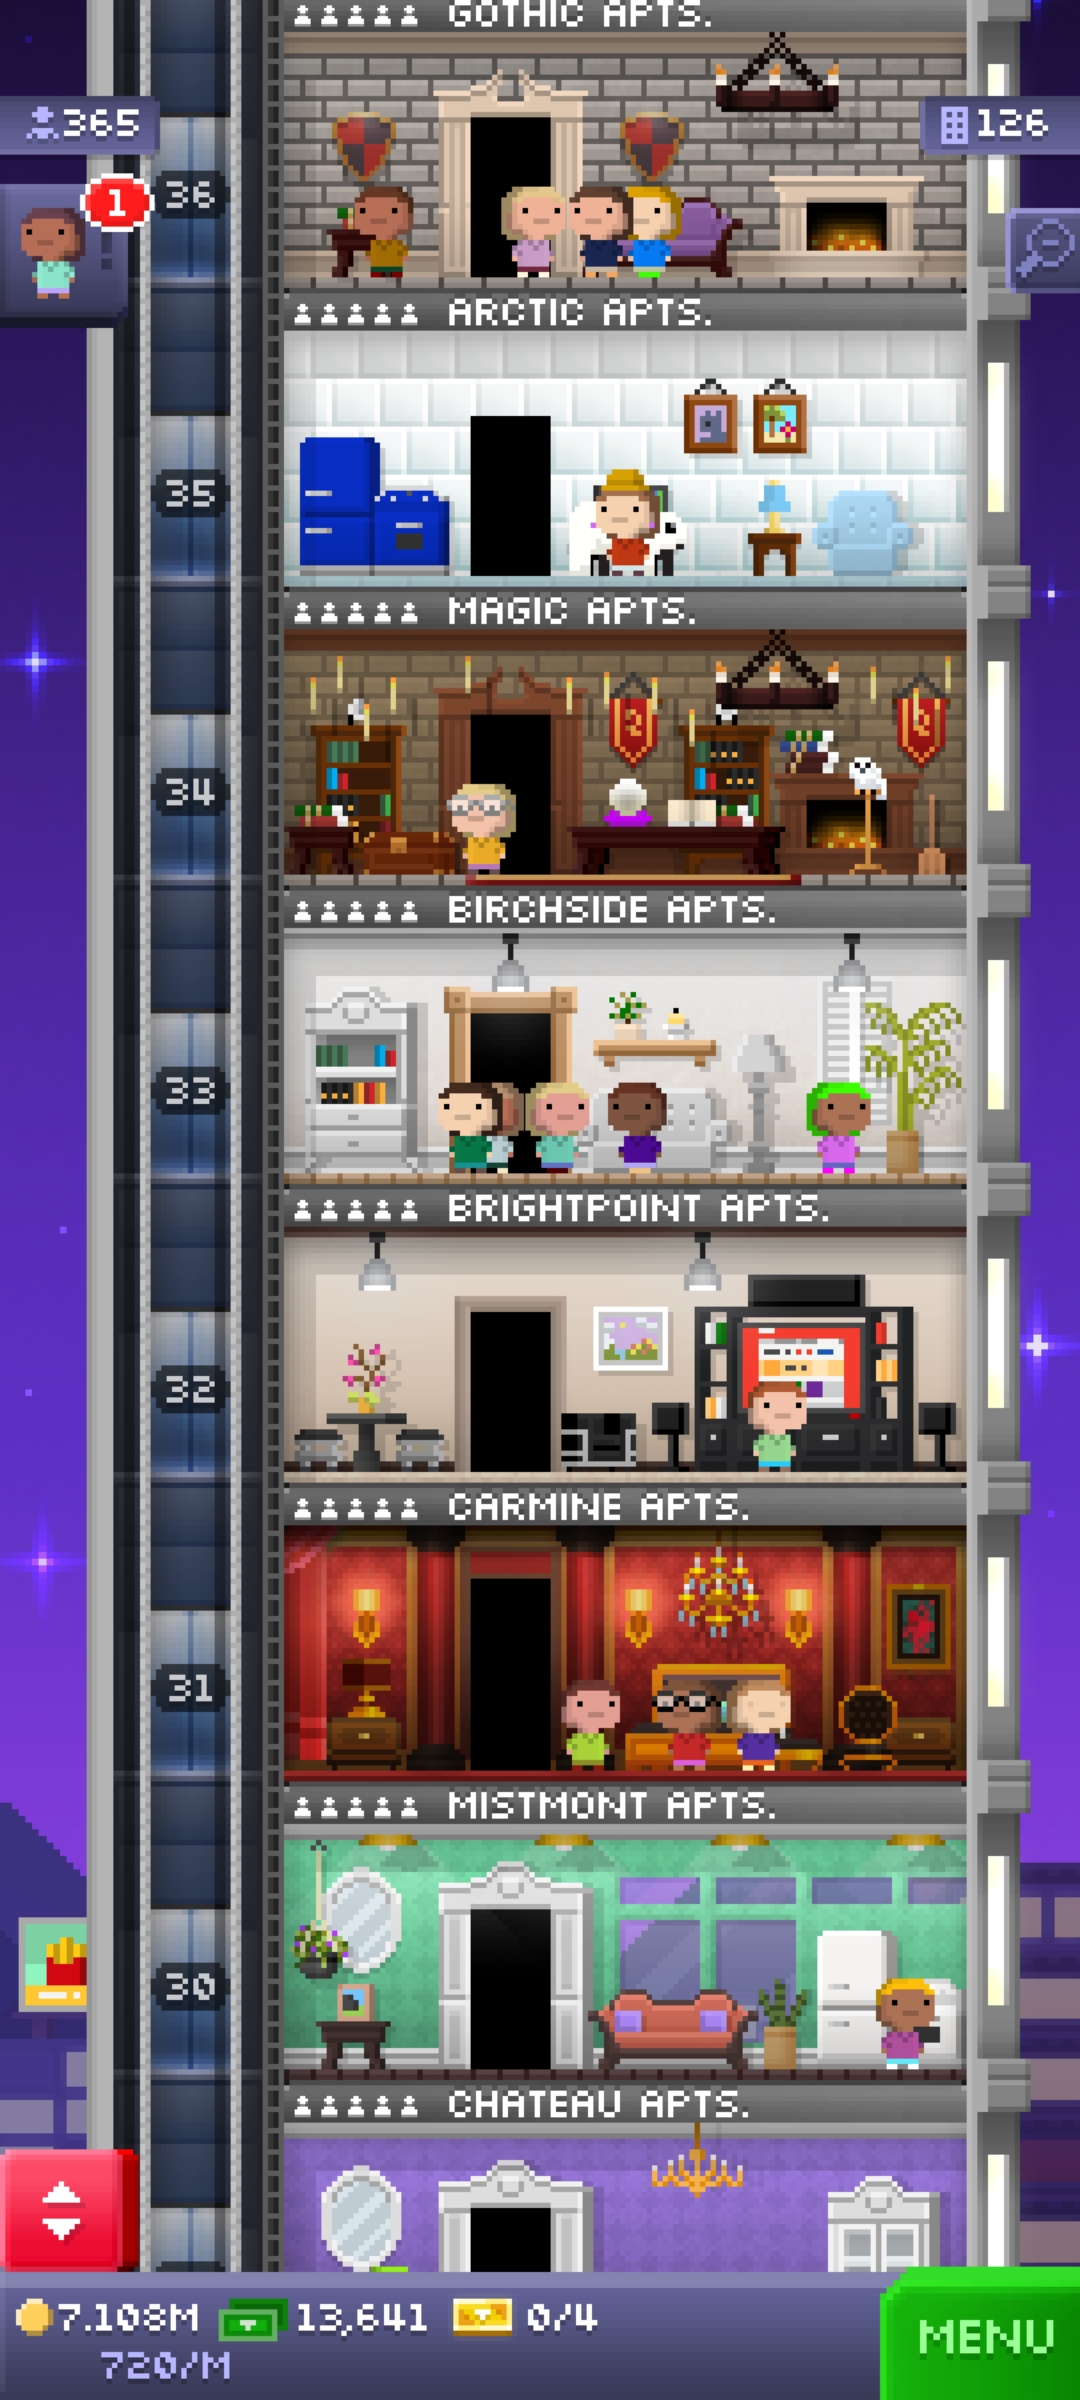 GOTHIC APTS.
365
126
1
36
ARCTIC APTS.
35
MAGIC APTS.
34
BIRCHSIDE APTS.
33
BRIGHTPOINT APTS.
32
CARMINE APTS.
31
MISTMONT APTS.
30
CHATEAU APTS.
7.108M 13,641 0/4
720/M
MENU